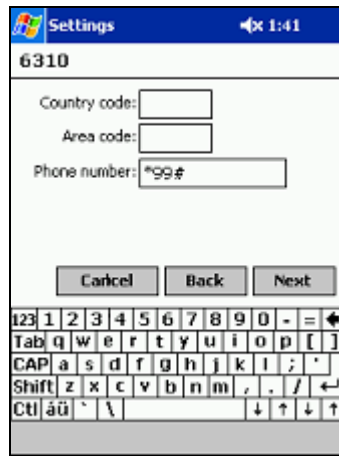 Settings 1:41
6310
Country code:
Area code:
Phone number: *99#
Cancel Back Next
123 1 2 3 4 5 6 7 8 9 0 - =
Tab q w e r t y u i o p [ ]
CAP a s d f g h j k l ; '
Shift z x c v b n m , . /
Ctl áü ` \